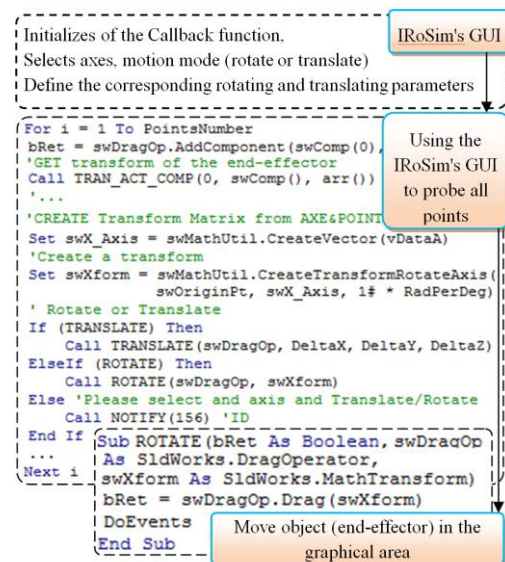 Initializes of the Callback function,
Selects axes, motion mode (rotate or translate)
Define the corresponding rotating and translating parameters
IRoSim's GUI
For i = 1 To PointsNumber
bRet = swDragOp.AddComponent(swComp(0),
'GET transform of the end-effector
Call TRAN_ACT_COMP(0, swComp(), arr())
'...
'CREATE Transform Matrix from AXE&POINT
Set swX_Axis = swMathUtil.CreateVector(vDataA)
'Create a transform
Set swXform = swMathUtil.CreateTransformRotateAxis(
swOriginPt, swX_Axis, 1# * RadPerDeg)
' Rotate or Translate
If (TRANSLATE) Then
Call TRANSLATE(swDragOp, DeltaX, DeltaY, DeltaZ)
ElseIf (ROTATE) Then
Call ROTATE(swDragOp, swXform)
Else 'Please select and axis and Translate/Rotate
Call NOTIFY(156) 'ID
End If
...
Next i
Using the
IRoSim's GUI
to probe all
points
Sub ROTATE(bRet As Boolean, swDragOp
As SldWorks.DragOperator,
swXform As SldWorks.MathTransform)
bRet = swDragOp.Drag(swXform)
DoEvents
End Sub
Move object (end-effector) in the
graphical area